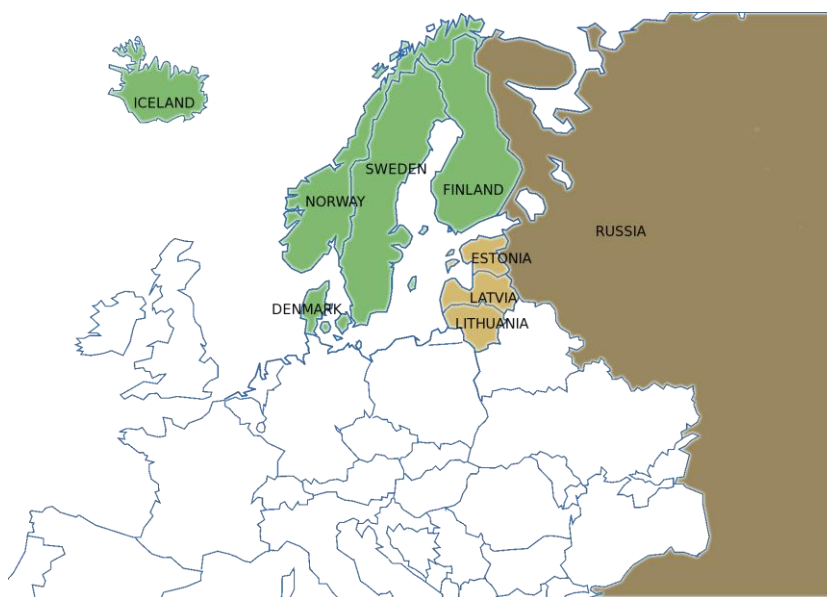 ICELAND
SWEDEN
FINLAND
NORWAY
RUSSIA
ESTONIA
LATVIA
DENMARK
LITHUANIA